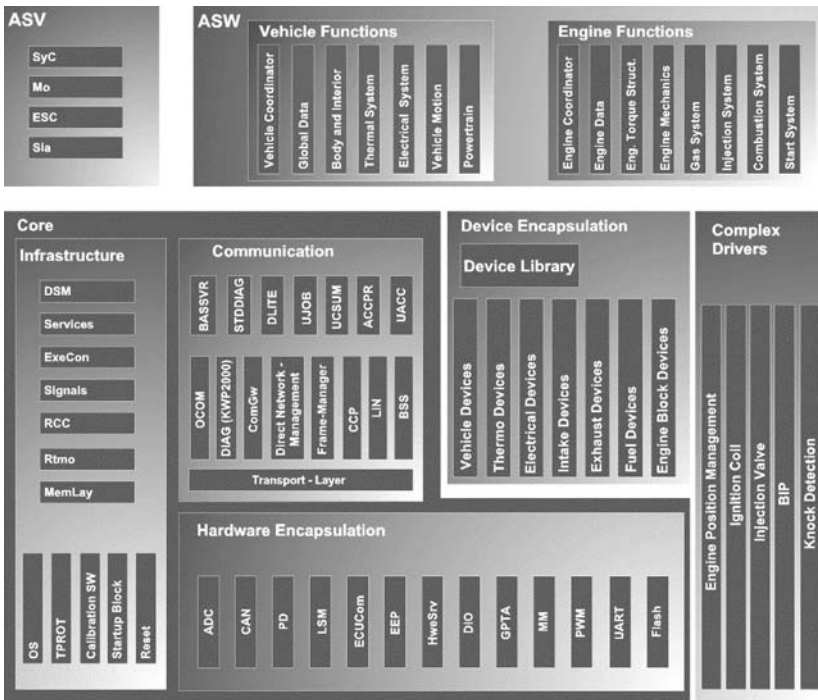 ASV
SyC
Mo
ESC
Sia
ASW
Vehicle Functions
Vehicle Coordinator
Global Data
Body and Interior
Thermal System
Electrical System
Vehicle Motion
Powertrain
Engine Functions
Engine Coordinator
Engine Data
Eng. Torque Struct.
Engine Mechanics
Gas System
Injection System
Combustion System
Start System
Core
Infrastructure
DSM
Services
ExeCon
Signals
RCC
Rtmo
MemLay
OS
TPROT
Calibration SW
Startup Block
Reset
Communication
BASSVR
STDDIAG
DLITE
UJOB
UCSUM
ACCPR
UACC
OCOM
DIAG (KWP2000)
ComGw
Direct Network -
Management
Frame-Manager
CCP
LIN
BSS
Transport - Layer
Hardware Encapsulation
ADC
CAN
PD
LSM
ECUCom
EEP
HweSrv
DIO
GPTA
MM
PWM
UART
Flash
Device Encapsulation
Device Library
Vehicle Devices
Thermo Devices
Electrical Devices
Intake Devices
Exhaust Devices
Fuel Devices
Engine Block Devices
Complex
Drivers
Engine Position Management
Ignition Coil
Injection Valve
BIP
Knock Detection